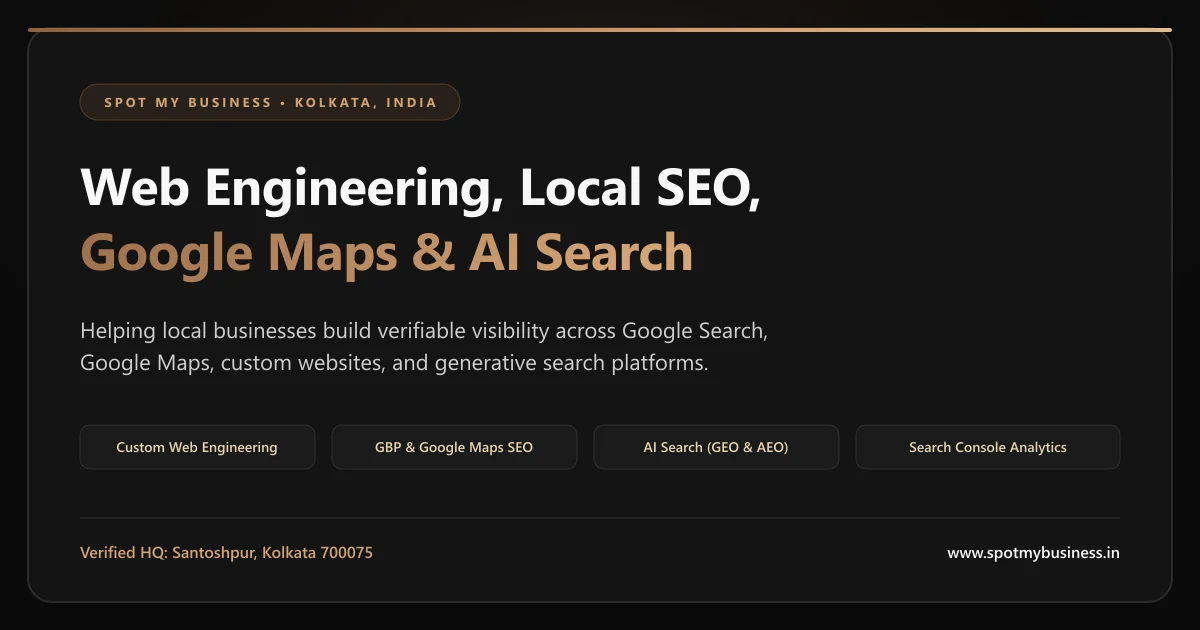 SPOT MY BUSINESS • KOLKATA, INDIA
Web Engineering, Local SEO,
Google Maps & AI Search
Helping local businesses build verifiable visibility across Google Search,
Google Maps, custom websites, and generative search platforms.
Custom Web Engineering
GBP & Google Maps SEO
AI Search (GEO & AEO)
Search Console Analytics
Verified HQ: Santoshpur, Kolkata 700075
www.spotmybusiness.in